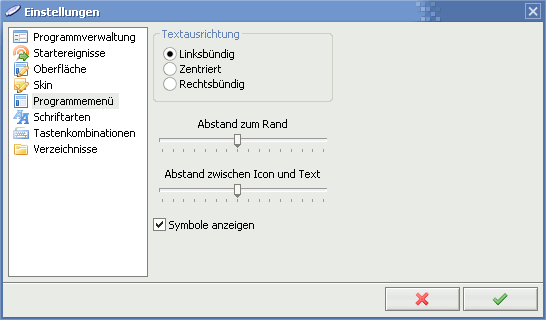 Einstellungen
Programmverwaltung
Startereignisse
Oberfläche
Skin
Programmemenü
Schriftarten
Tastenkombinationen
Verzeichnisse
Textausrichtung
Linksbündig
Zentriert
Rechtsbündig
Abstand zum Rand
Abstand zwischen Icon und Text
Symbole anzeigen